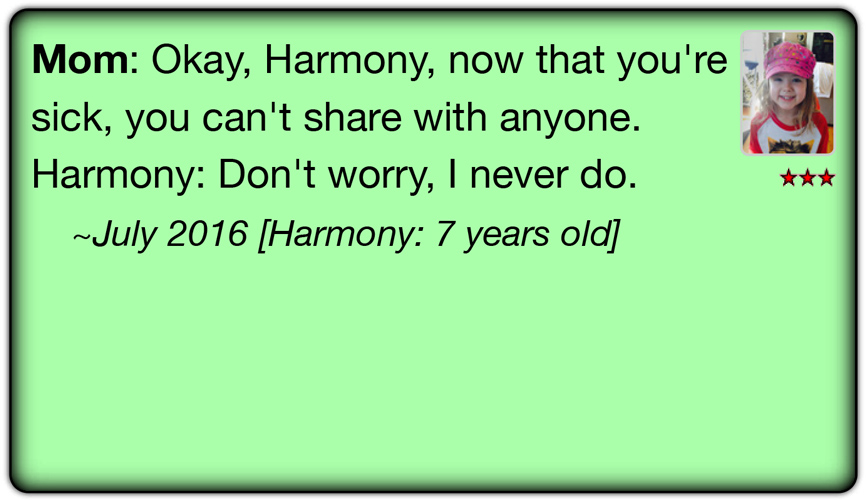 Mom: Okay, Harmony, now that you're
sick, you can't share with anyone.
Harmony: Don't worry, I never do.
~July 2016 [Harmony: 7 years old]